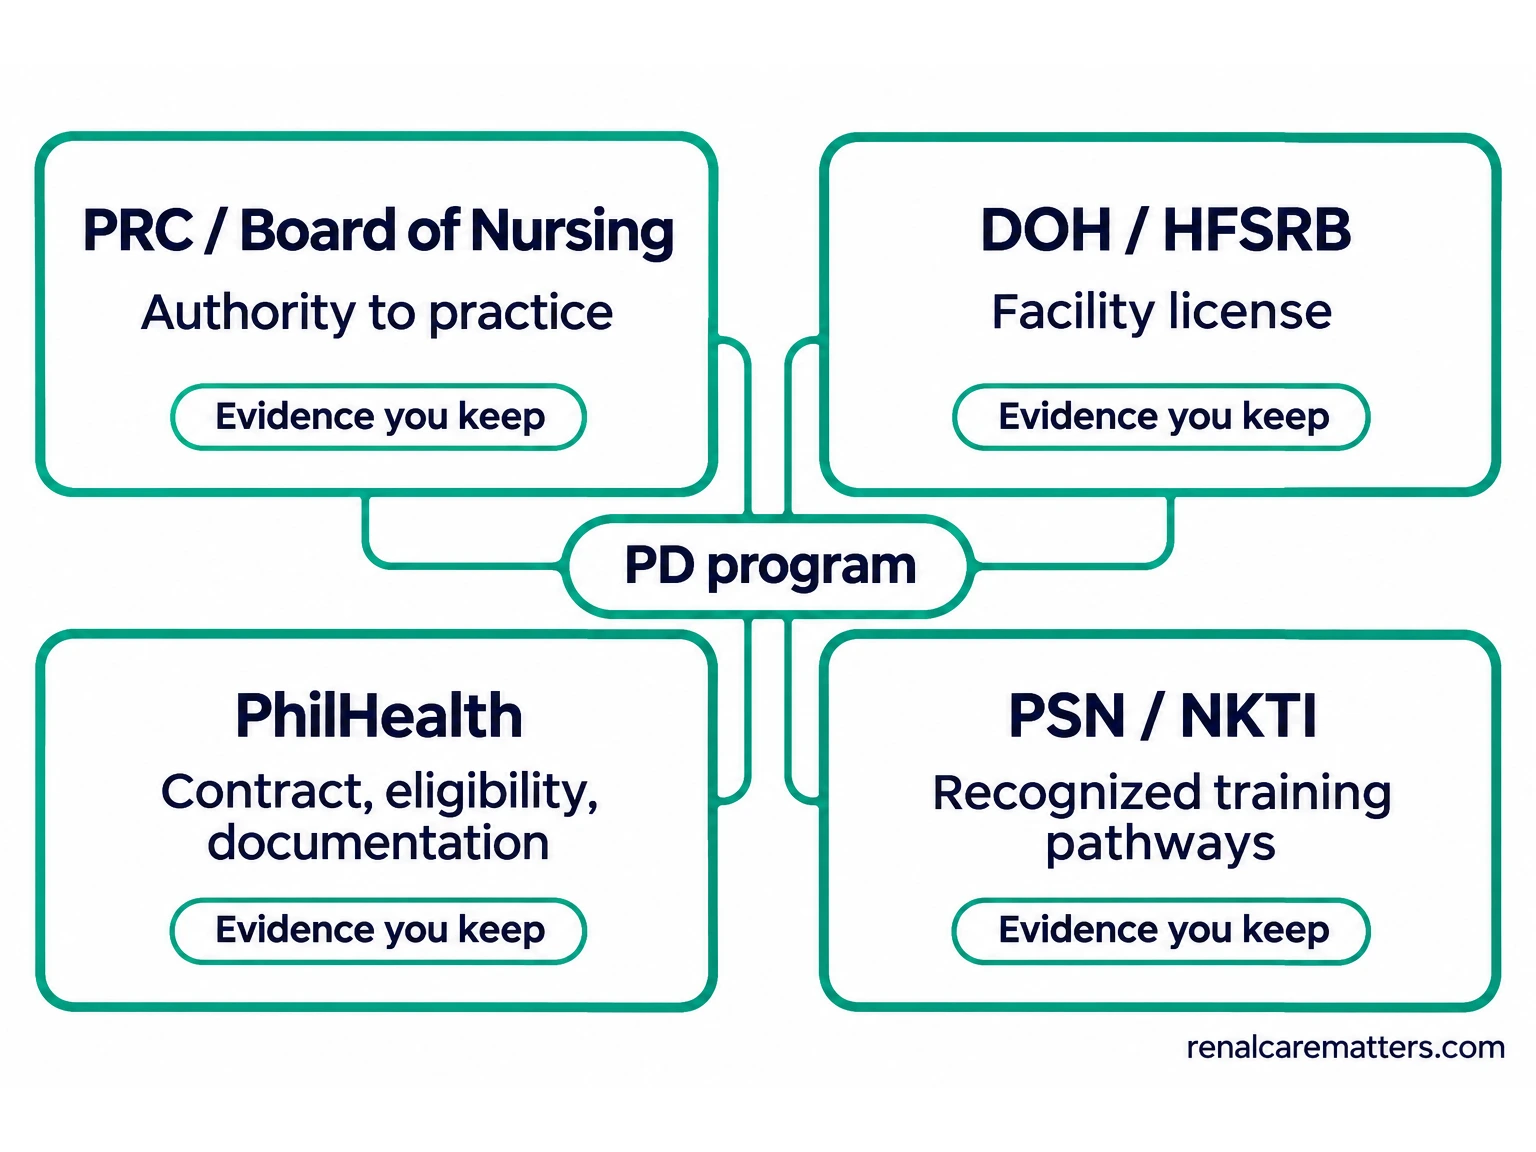 PRC / Board of Nursing
Authority to practice
Evidence you keep
DOH / HFSRB
Facility license
Evidence you keep
PD program
PhilHealth
Contract, eligibility,
documentation
Evidence you keep
PSN / NKTI
Recognized training
pathways
Evidence you keep
renalcarematters.com